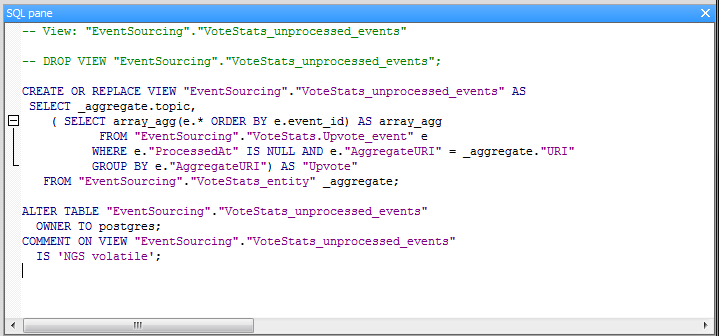 SQL pane
-- View: "EventSourcing"."VoteStats_unprocessed_events"
-- DROP VIEW "EventSourcing"."VoteStats_unprocessed_events";
CREATE OR REPLACE VIEW "EventSourcing"."VoteStats_unprocessed_events" AS
SELECT _aggregate.topic,
( SELECT array_agg(e.* ORDER BY e.event_id) AS array_agg
FROM "EventSourcing"."VoteStats.Upvote_event" e
WHERE e."ProcessedAt" IS NULL AND e."AggregateURI" = _aggregate."URI"
GROUP BY e."AggregateURI") AS "Upvote"
FROM "EventSourcing"."VoteStats_entity" _aggregate;
ALTER TABLE "EventSourcing"."VoteStats_unprocessed_events"
OWNER TO postgres;
COMMENT ON VIEW "EventSourcing"."VoteStats_unprocessed_events"
IS 'NGS volatile';